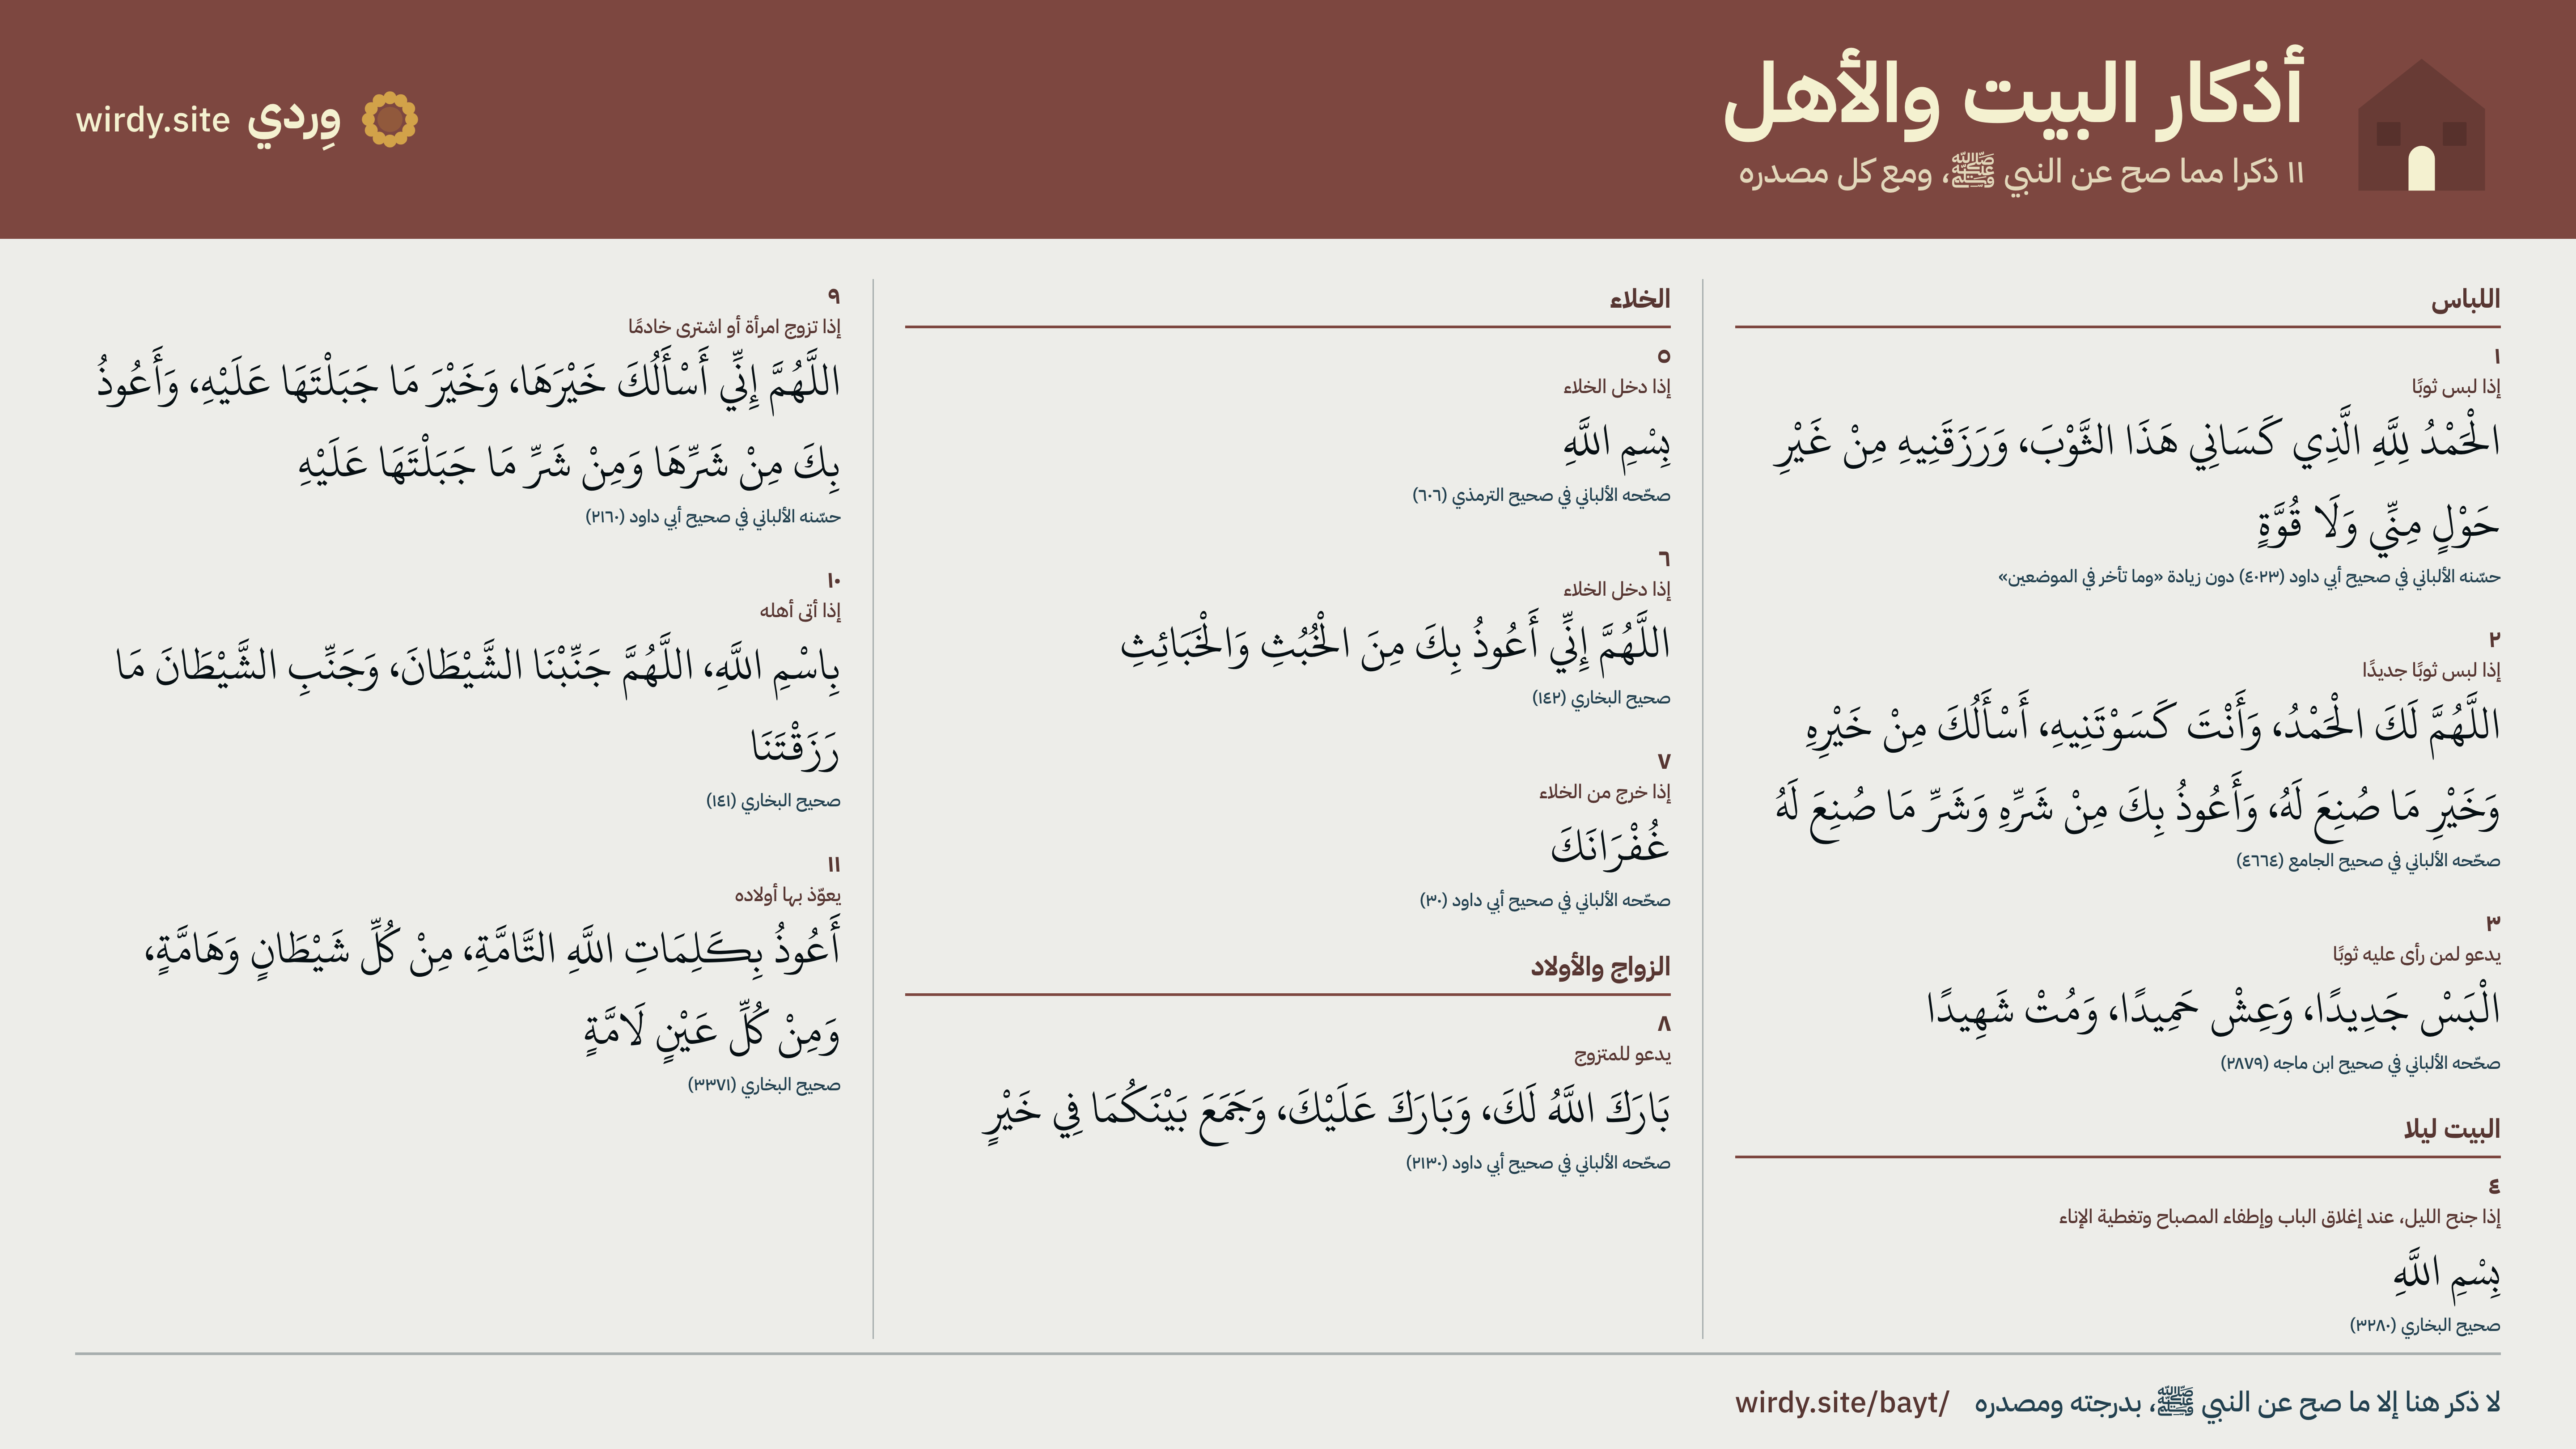 أذكار البيت والأهل
١١ ذكرا مما صح عن النبي ﷺ، ومع كل مصدره
وِردي wirdy.site
اللباس
١
إذا لبس ثوبًا
الْحَمْدُ لِلَّهِ الَّذِي كَسَانِي هَذَا الثَّوْبَ، وَرَزَقَنِيهِ مِنْ غَيْرِ
حَوْلٍ مِنِّي وَلَا قُوَّةٍ
حسّنه الألباني في صحيح أبي داود (٤٠٢٣) دون زيادة «وما تأخر في الموضعين»
٢
إذا لبس ثوبًا جديدًا
اللَّهُمَّ لَكَ الْحَمْدُ، وَأَنْتَ كَسَوْتَنِيهِ، أَسْأَلُكَ مِنْ خَيْرِهِ
وَخَيْرِ مَا صُنِعَ لَهُ، وَأَعُوذُ بِكَ مِنْ شَرِّهِ وَشَرِّ مَا صُنِعَ لَهُ
صحّحه الألباني في صحيح الجامع (٤٦٦٤)
٣
يدعو لمن رأى عليه ثوبًا
الْبَسْ جَدِيدًا، وَعِشْ حَمِيدًا، وَمُتْ شَهِيدًا
صحّحه الألباني في صحيح ابن ماجه (٢٨٧٩)
البيت ليلا
٤
إذا جنح الليل، عند إغلاق الباب وإطفاء المصباح وتغطية الإناء
بِسْمِ اللَّهِ
صحيح البخاري (٣٢٨٠)
الخلاء
٥
إذا دخل الخلاء
بِسْمِ اللَّهِ
صحّحه الألباني في صحيح الترمذي (٦٠٦)
٦
إذا دخل الخلاء
اللَّهُمَّ إِنِّي أَعُوذُ بِكَ مِنَ الْخُبُثِ وَالْخَبَائِثِ
صحيح البخاري (١٤٢)
٧
إذا خرج من الخلاء
غُفْرَانَكَ
صحّحه الألباني في صحيح أبي داود (٣٠)
الزواج والأولاد
٨
يدعو للمتزوج
بَارَكَ اللَّهُ لَكَ، وَبَارَكَ عَلَيْكَ، وَجَمَعَ بَيْنَكُمَا فِي خَيْرٍ
صحّحه الألباني في صحيح أبي داود (٢١٣٠)
٩
إذا تزوج امرأة أو اشترى خادمًا
اللَّهُمَّ إِنِّي أَسْأَلُكَ خَيْرَهَا، وَخَيْرَ مَا جَبَلْتَهَا عَلَيْهِ، وَأَعُوذُ
بِكَ مِنْ شَرِّهَا وَمِنْ شَرِّ مَا جَبَلْتَهَا عَلَيْهِ
حسّنه الألباني في صحيح أبي داود (٢١٦٠)
١٠
إذا أتى أهله
بِاسْمِ اللَّهِ، اللَّهُمَّ جَنِّبْنَا الشَّيْطَانَ، وَجَنِّبِ الشَّيْطَانَ مَا
رَزَقْتَنَا
صحيح البخاري (١٤١)
١١
يعوّذ بها أولاده
أَعُوذُ بِكَلِمَاتِ اللَّهِ التَّامَّةِ، مِنْ كُلِّ شَيْطَانٍ وَهَامَّةٍ،
وَمِنْ كُلِّ عَيْنٍ لَامَّةٍ
صحيح البخاري (٣٣٧١)
لا ذكر هنا إلا ما صح عن النبي ﷺ، بدرجته ومصدره wirdy.site/bayt/